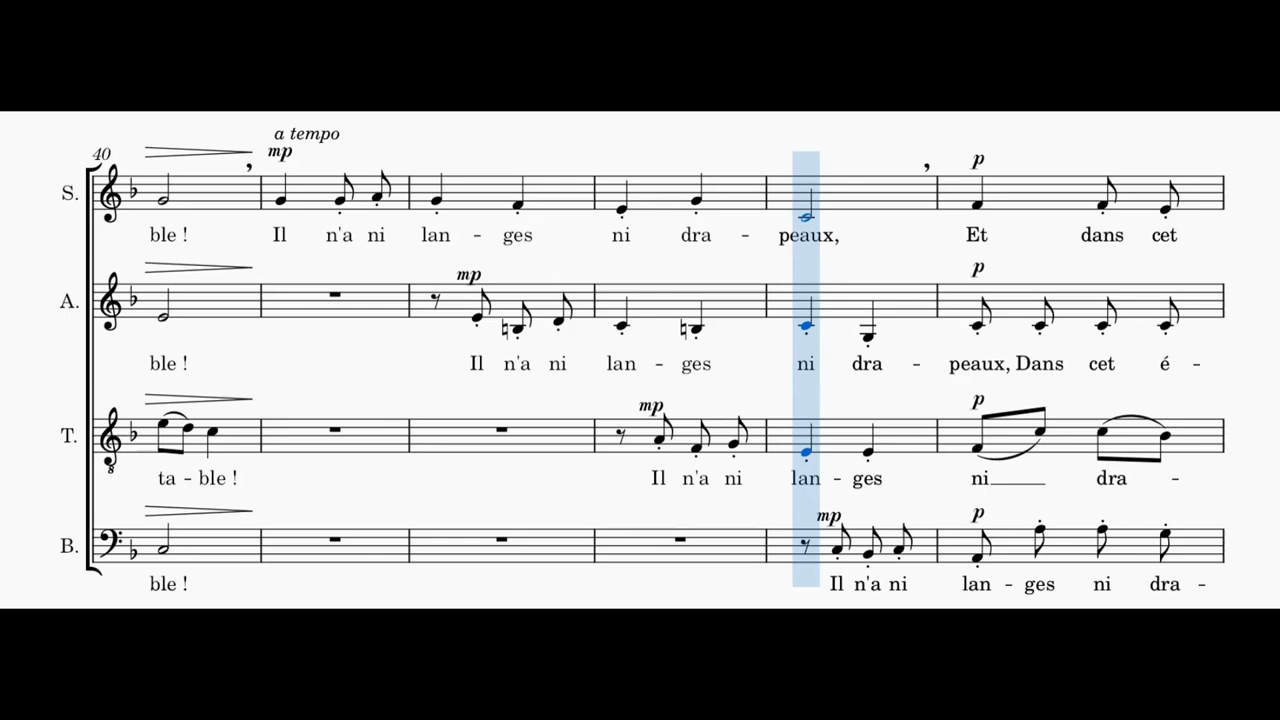 a tempo
40 mp p
S.
ble ! Il n'a ni lan - ges ni dra - peaux, Et dans cet
mp p
A.
ble ! Il n'a ni lan - ges ni dra - peaux, Dans cet é -
mp p
T.
8
ta - ble ! Il n'a ni lan - ges ni dra -
mp p
B.
ble ! Il n'a ni lan - ges ni dra -